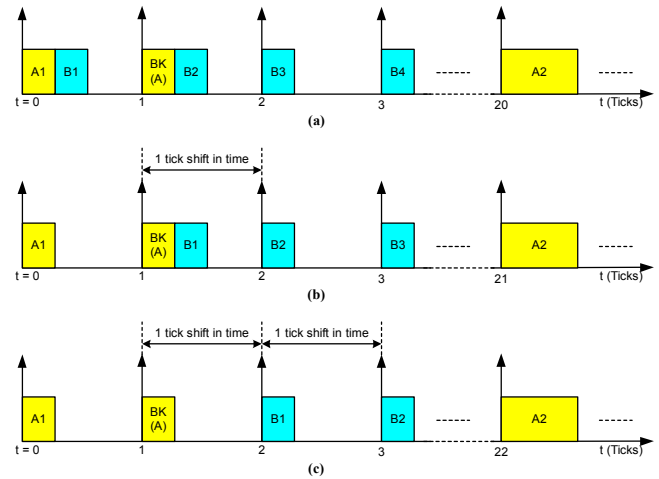 A1 B1 BK B2 B3 B4 A2
(A)
t = 0 1 2 3 20 t (Ticks)
(a)
1 tick shift in time
A1 BK B1 B2 B3 A2
(A)
t = 0 1 2 3 21 t (Ticks)
(b)
1 tick shift in time 1 tick shift in time
A1 BK B1 B2 A2
(A)
t = 0 1 2 3 22 t (Ticks)
(c)